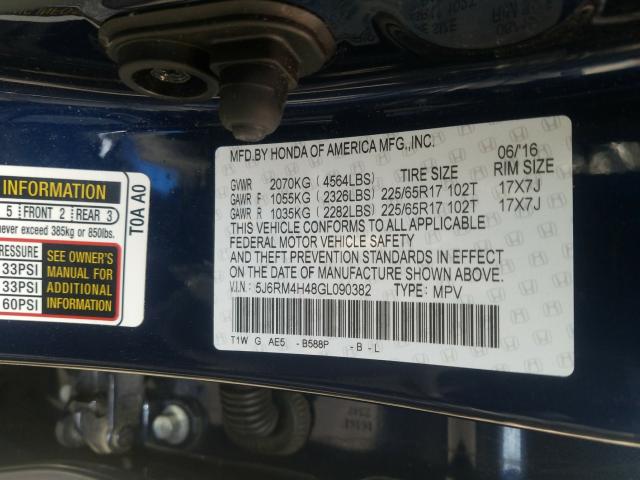 MFD.BY HONDA OF AMERICA MFG.,INC.
06/16
TIRE SIZE RIM SIZE
GVWR 2070KG (4564LBS)
GAWR F 1055KG (2326LBS) 225/65R17 102T 17X7J
GAWR R 1035KG (2282LBS) 225/65R17 102T 17X7J
THIS VEHICLE CONFORMS TO ALL APPLICABLE
FEDERAL MOTOR VEHICLE SAFETY
AND THEFT PREVENTION STANDARDS IN EFFECT
ON THE DATE OF MANUFACTURE SHOWN ABOVE.
V.I.N: 5J6RM4H48GL090382 TYPE: MPV
T1W G AE5 -B588P -B-L
INFORMATION
5 FRONT 2 REAR 3
never exceed 385kg or 850lbs.
SEE OWNER'S
33PSI MANUAL FOR
33PSI ADDITIONAL
60PSI INFORMATION
T0A A0